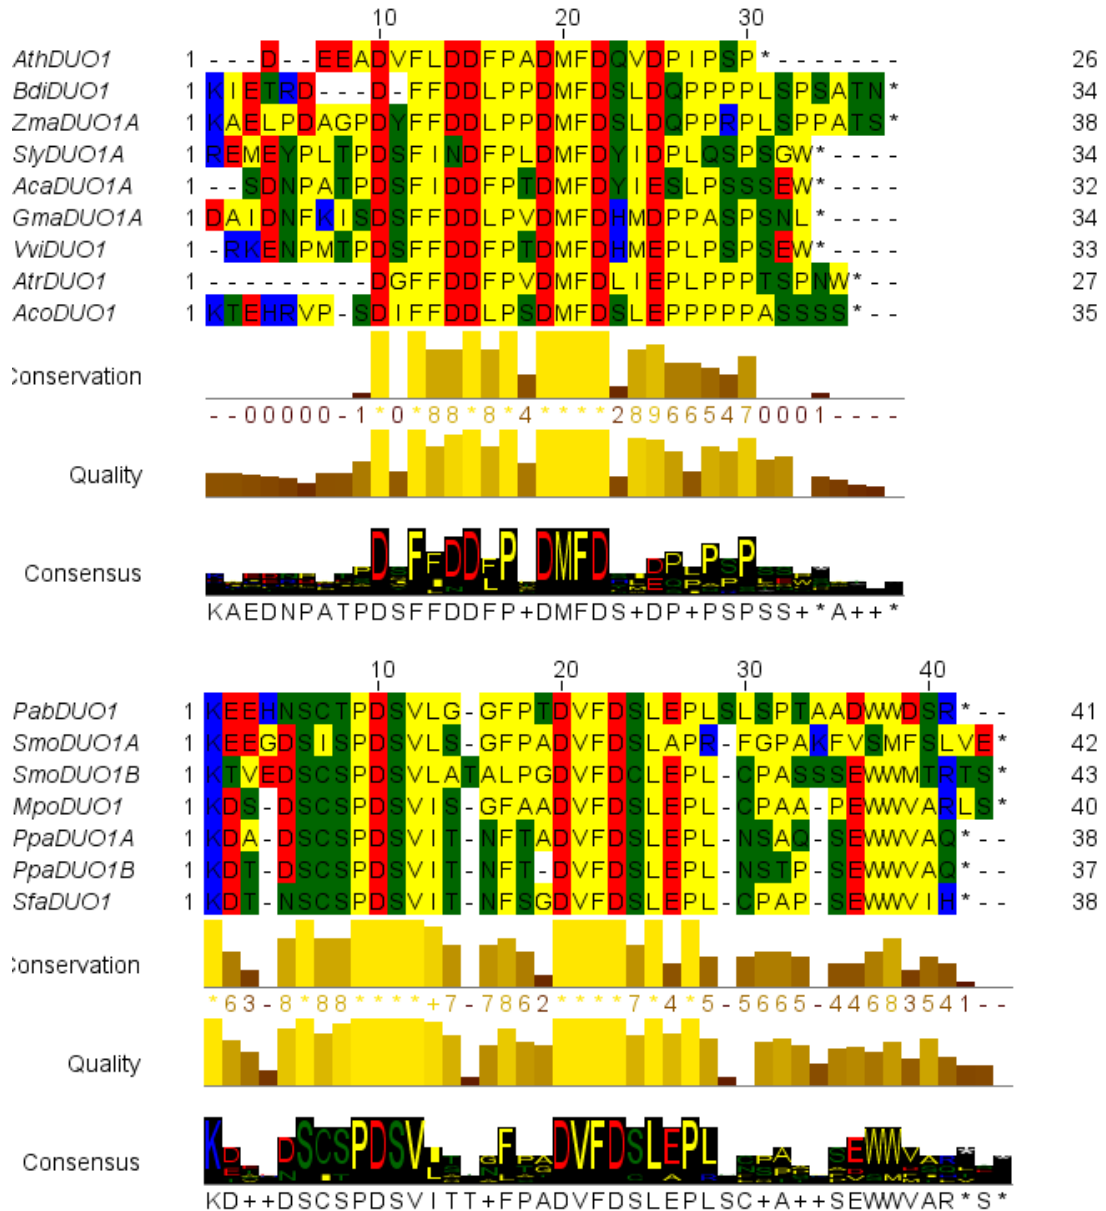 10 20 30
AthDUO1 1 ---D--EEADVFLDDFPADMFDQVDPIPSP*------- 26
BdiDUO1 1 KIETRD---D-FFDDLPPDMFDSLDQPPPPLSPSATN* 34
ZmaDUO1A 1 KAELPDAGPDYFFDDLPPDMFDSLDQPPRPLSPPATS* 38
SlyDUO1A 1 REMEYPLTPDSFINDFPLDMFDYIDPLQSPSGW*---- 34
AcaDUO1A 1 --SDNPATPDSFIDDFPTDMFDYIESLPSSSEW*---- 32
GmaDUO1A 1 DAIDNFKISDSFFDDLPVDMFDHMDPPASPSNL*---- 34
VviDUO1 1 -RKENPMTPDSFFDDFPTDMFDHMEPLPSPSEW*---- 33
AtrDUO1 1 ---------DGFFDDFPVDMFDLIEPLPPPTSPNW*-- 27
AcoDUO1 1 KTEHRVP-SDIFFDDLPSDMFDSLEPPPPPASSSS*-- 35
Conservation
--00000-1*0*88*8*4****289665470001----
Quality
Consensus
KAEDNPATPDSFFDDFP+DMFDS+DP+PSPSS+*A++*
10 20 30 40
PabDUO1 1 KEEHNSCTPDSVLG-GFPTDVFDSLEPLSLSPTAADWWDSR*-- 41
SmoDUO1A 1 KEEGDSISPDSVLS-GFPADVFDSLAPR-FGPAKFVSMFSLVE* 42
SmoDUO1B 1 KTVEDSCSPDSVLATALPGDVFDCLEPL-CPASSSEWWMTRTS* 43
MpoDUO1 1 KDS-DSCSPDSVIS-GFAADVFDSLEPL-CPAA-PEWWVARLS* 40
PpaDUO1A 1 KDA-DSCSPDSVIT-NFTADVFDSLEPL-NSAQ-SEWWVAQ*-- 38
PpaDUO1B 1 KDT-DSCSPDSVIT-NFT-DVFDSLEPL-NSTP-SEWWVAQ*-- 37
SfaDUO1 1 KDT-NSCSPDSVIT-NFSGDVFDSLEPL-CPAP-SEWWVIH*-- 38
Conservation
*63-8*88****+7-7862****7*4*5-5665-44683541--
Quality
Consensus
KD++DSCSPDSVITT+FPADVFDSLEPLSC+A++SEWWVAR*S*